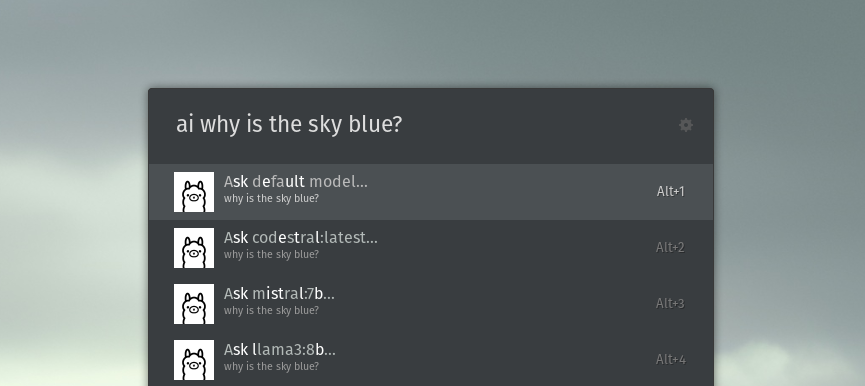 ai why is the sky blue?
Ask default model...
why is the sky blue?
Alt+1
Ask codestral:latest...
why is the sky blue?
Alt+2
Ask mistral:7b...
why is the sky blue?
Alt+3
Ask llama3:8b...
why is the sky blue?
Alt+4